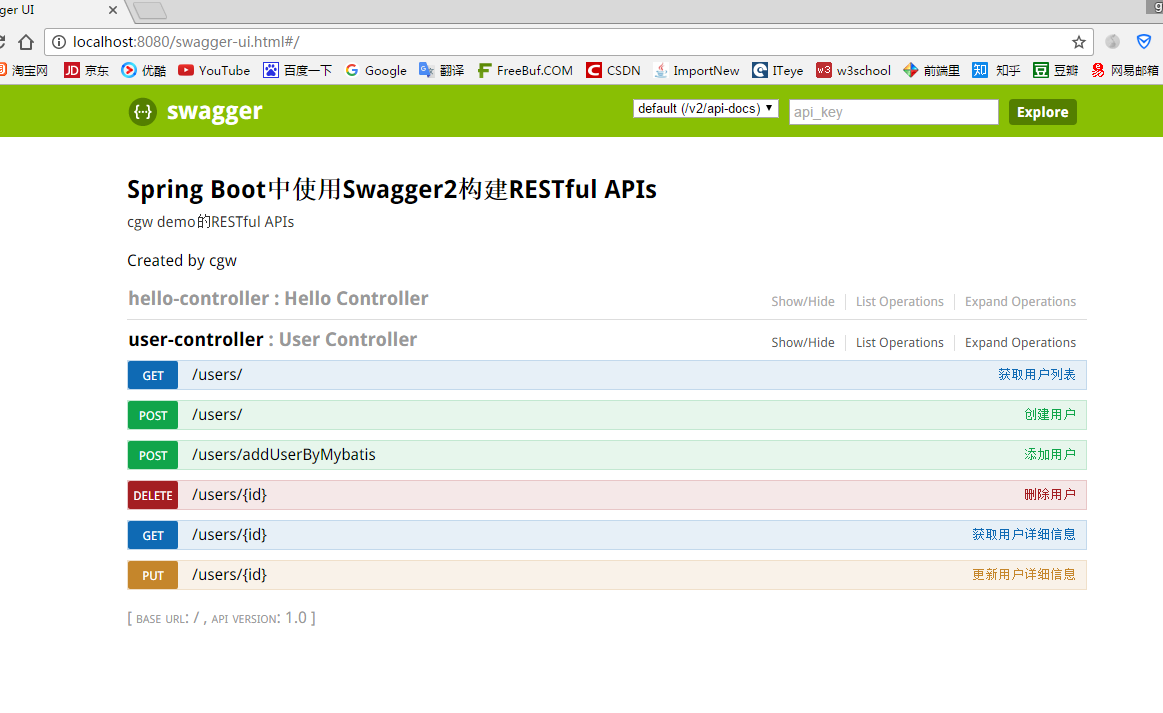 ger UI
g
localhost:8080/swagger-ui.html#/
淘宝网 JD 京东 优酷 YouTube 百度一下 Google 翻译 FreeBuf.COM CSDN ImportNew ITeye w3 w3school 前端里 知 知乎 豆 豆瓣 网易邮箱
{··} swagger default (/v2/api-docs) api_key Explore
Spring Boot中使用Swagger2构建RESTful APIs
cgw demo的RESTful APIs
Created by cgw
hello-controller : Hello Controller Show/Hide List Operations Expand Operations
user-controller : User Controller Show/Hide List Operations Expand Operations
GET /users/ 获取用户列表
POST /users/ 创建用户
POST /users/addUserByMybatis 添加用户
DELETE /users/{id} 删除用户
GET /users/{id} 获取用户详细信息
PUT /users/{id} 更新用户详细信息
[ BASE URL: / , API VERSION: 1.0 ]